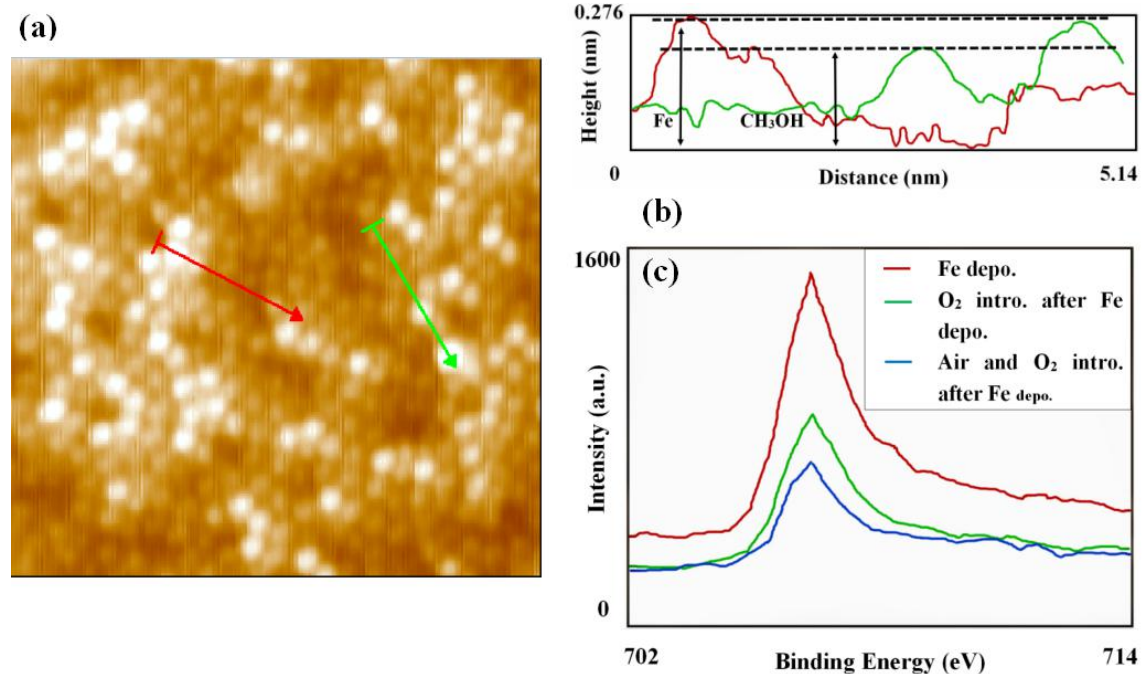 (a)
0.276
Height (nm)
Fe
CH₃OH
0
Distance (nm)
5.14
(b)
1600
(c)
Fe depo.
O₂ intro. after Fe
depo.
Air and O₂ intro.
after Fe depo.
Intensity (a.u.)
0
702
Binding Energy (eV)
714